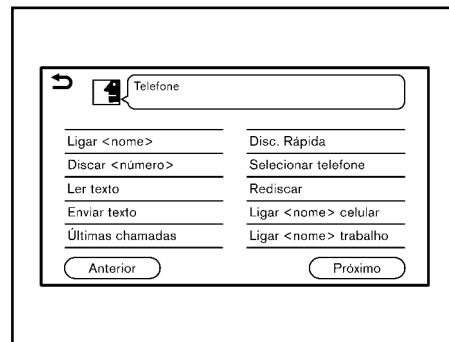 Telefone
Ligar <nome>
Discar <número>
Ler texto
Enviar texto
Últimas chamadas
Disc. Rápida
Selecionar telefone
Rediscar
Ligar <nome> celular
Ligar <nome> trabalho
Anterior
Próximo